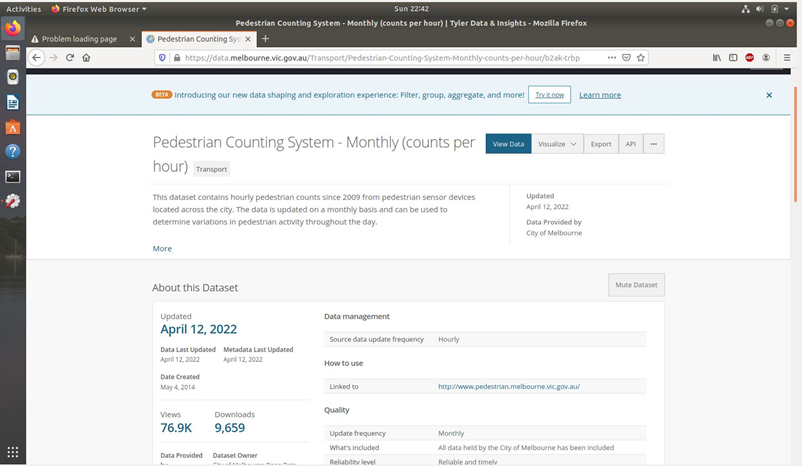 Activities Firefox Web Browser Sun 22:42
Pedestrian Counting System - Monthly (counts per hour) | Tyler Data & Insights - Mozilla Firefox
Problem loading page Pedestrian Counting Sys
https://data.melbourne.vic.gov.au/Transport/Pedestrian-Counting-System-Monthly-counts-per-hour/b2ak-trbp
BETA Introducing our new data shaping and exploration experience: Filter, group, aggregate, and more! Try it now Learn more
Pedestrian Counting System - Monthly (counts per
hour) Transport
View Data Visualize Export API
This dataset contains hourly pedestrian counts since 2009 from pedestrian sensor devices
located across the city. The data is updated on a monthly basis and can be used to
determine variations in pedestrian activity throughout the day.
More
Updated
April 12, 2022
Data Provided by
City of Melbourne
About this Dataset
Mute Dataset
Updated
April 12, 2022
Data Last Updated Metadata Last Updated
April 12, 2022 April 12, 2022
Date Created
May 4, 2014
Views Downloads
76.9K 9,659
Data Provided Dataset Owner
by City of Melbourne Open Data
Data management
Source data update frequency Hourly
How to use
Linked to http://www.pedestrian.melbourne.vic.gov.au/
Quality
Update frequency Monthly
What's included All data held by the City of Melbourne has been included
Reliability level Reliable and timely